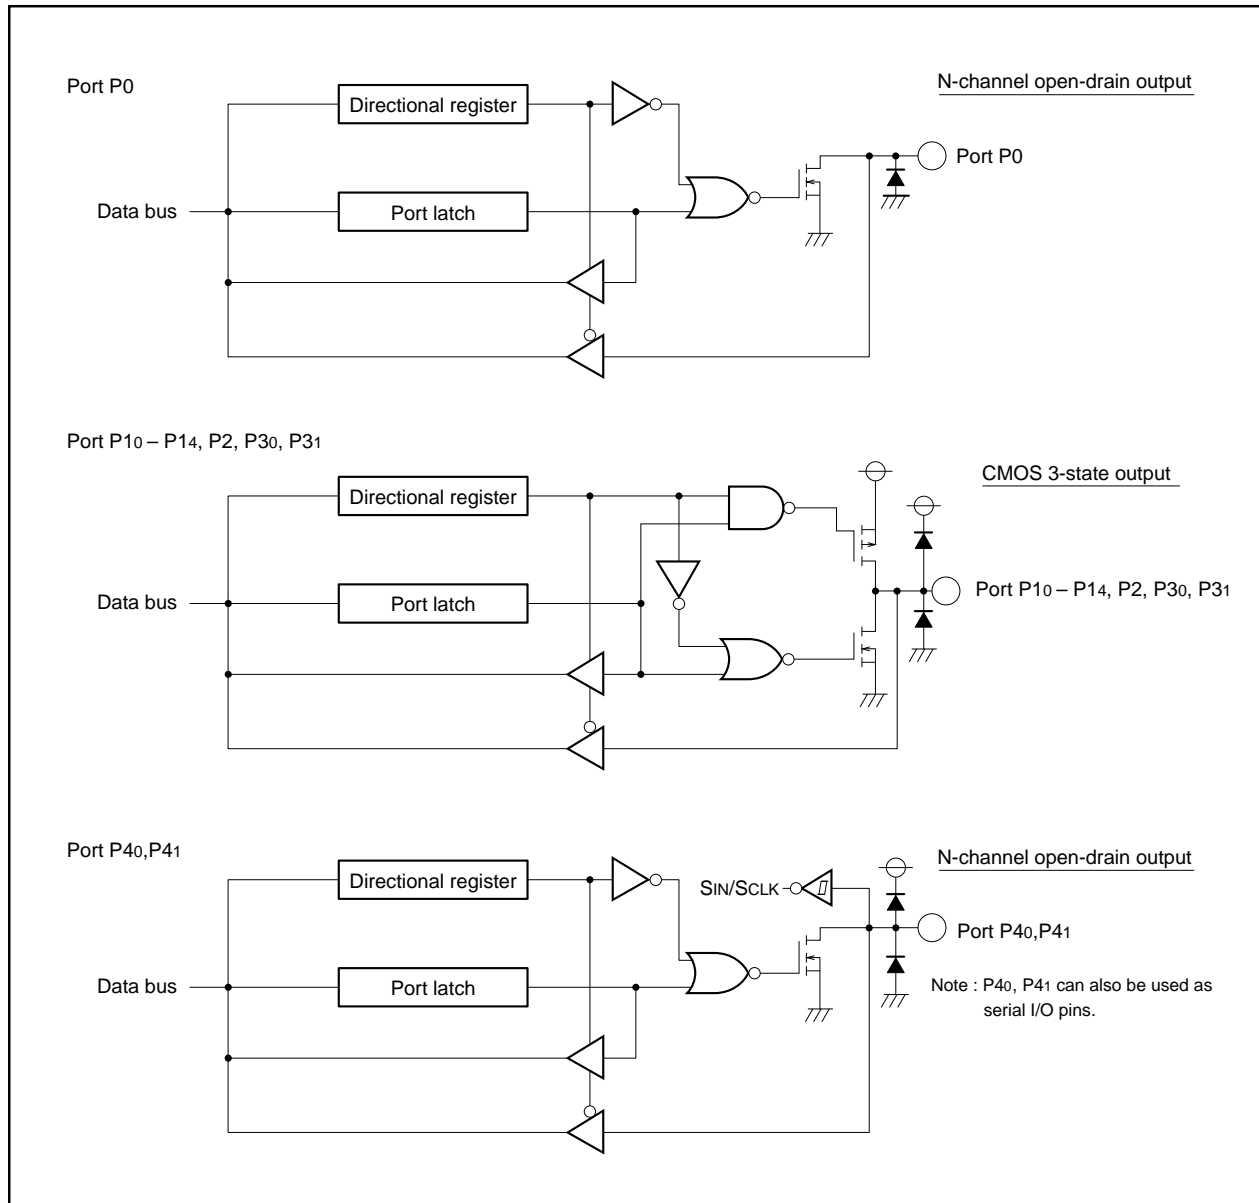 Port P0
N-channel open-drain output
Directional register
Port P0
Data bus
Port latch
Port P10 – P14, P2, P30, P31
CMOS 3-state output
Directional register
Data bus
Port latch
Port P10 – P14, P2, P30, P31
Port P40,P41
N-channel open-drain output
Directional register
SIN/SCLK
Port P40,P41
Data bus
Port latch
Note : P40, P41 can also be used as
serial I/O pins.